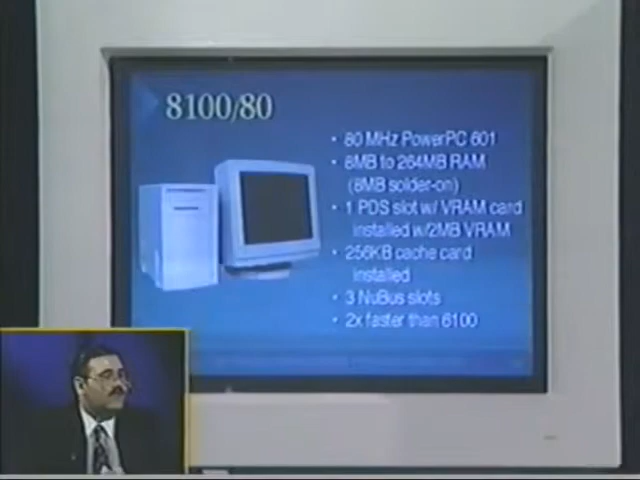 8100/80
• 80 MHz PowerPC 601
• 8MB to 264MB RAM
(8MB solder-on)
• 1 PDS slot w/ VRAM card
installed w/2MB VRAM
• 256KB cache card
installed
• 3 NuBus slots
• 2x faster than 6100